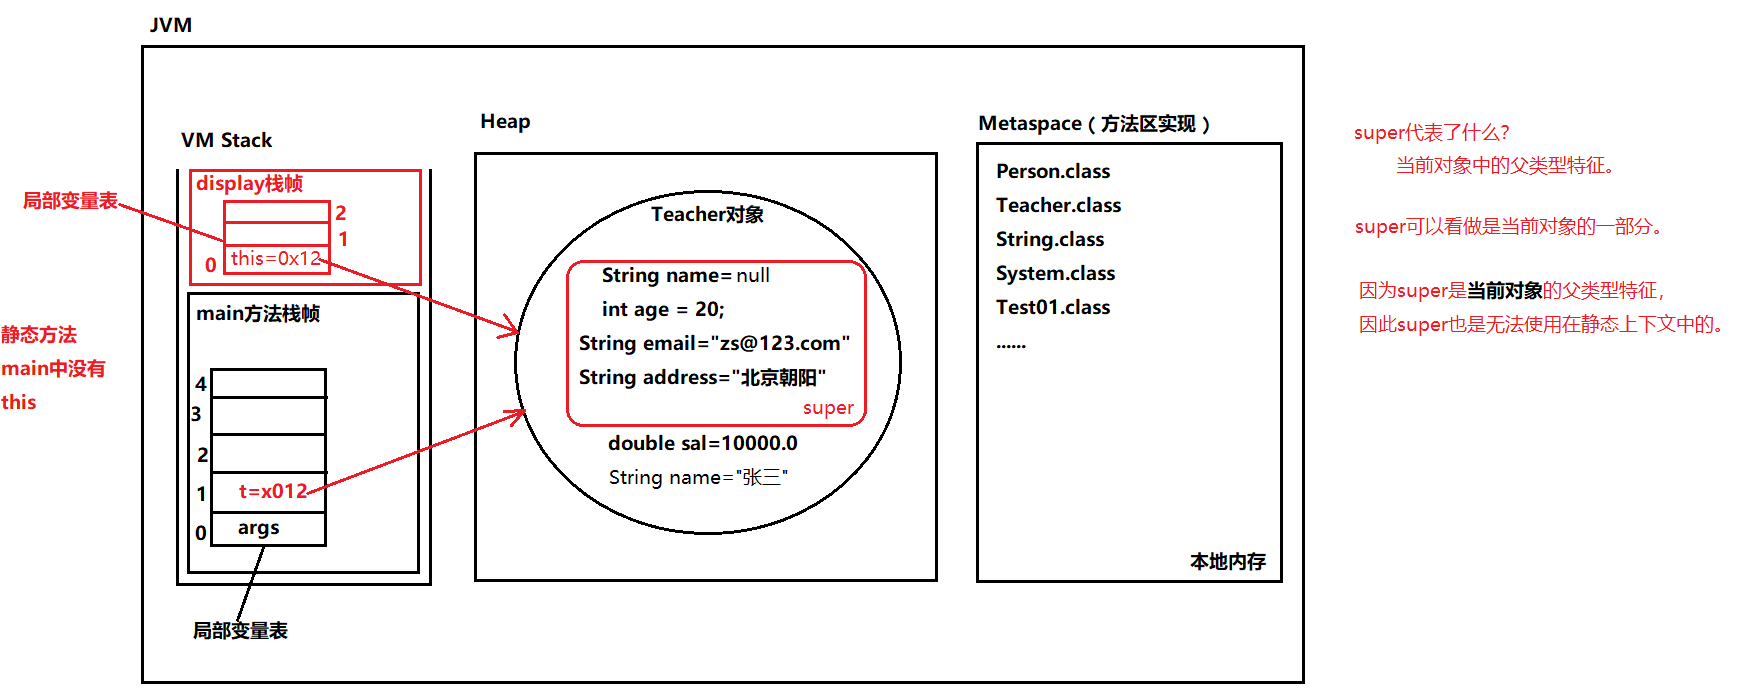 JVM
VM Stack
display栈帧
2
1
0
this=0x12
局部变量表
main方法栈帧
静态方法
main中没有
this
4
3
2
1
t=x012
0
args
局部变量表
Heap
Teacher对象
String name=null
int age = 20;
String email="zs@123.com"
String address="北京朝阳"
super
double sal=10000.0
String name="张三"
Metaspace（方法区实现）
Person.class
Teacher.class
String.class
System.class
Test01.class
......
本地内存
super代表了什么？
当前对象中的父类型特征。
super可以看做是当前对象的一部分。
因为super是当前对象的父类型特征，
因此super也是无法使用在静态上下文中的。